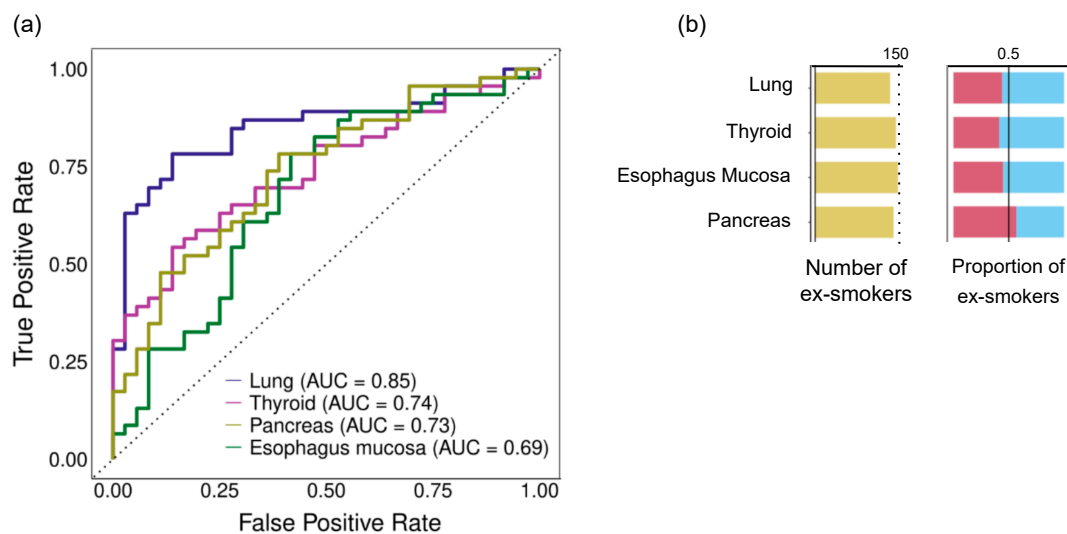 (a)
True Positive Rate
1.00
0.75
0.50
0.25
0.00
Lung (AUC = 0.85)
Thyroid (AUC = 0.74)
Pancreas (AUC = 0.73)
Esophagus mucosa (AUC = 0.69)
0.00 0.25 0.50 0.75 1.00
False Positive Rate
(b)
150 0.5
Lung
Thyroid
Esophagus Mucosa
Pancreas
Number of
ex-smokers
Proportion of
ex-smokers